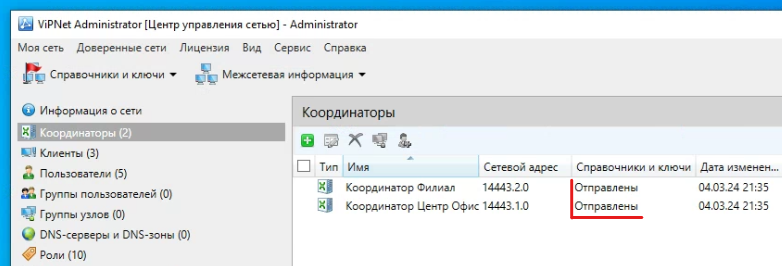 ViPNet Administrator [Центр управления сетью] - Administrator
Моя сеть Доверенные сети Лицензия Вид Сервис Справка
Справочники и ключи Межсетевая информация
Информация о сети
Координаторы (2)
Клиенты (3)
Пользователи (5)
Группы пользователей (0)
Группы узлов (0)
DNS-серверы и DNS-зоны (0)
Роли (10)
Координаторы
Тип Имя Сетевой адрес Справочники и ключи Дата изменен...
Координатор Филиал 14443.2.0 Отправлены 04.03.24 21:35
Координатор Центр Офис 14443.1.0 Отправлены 04.03.24 21:35